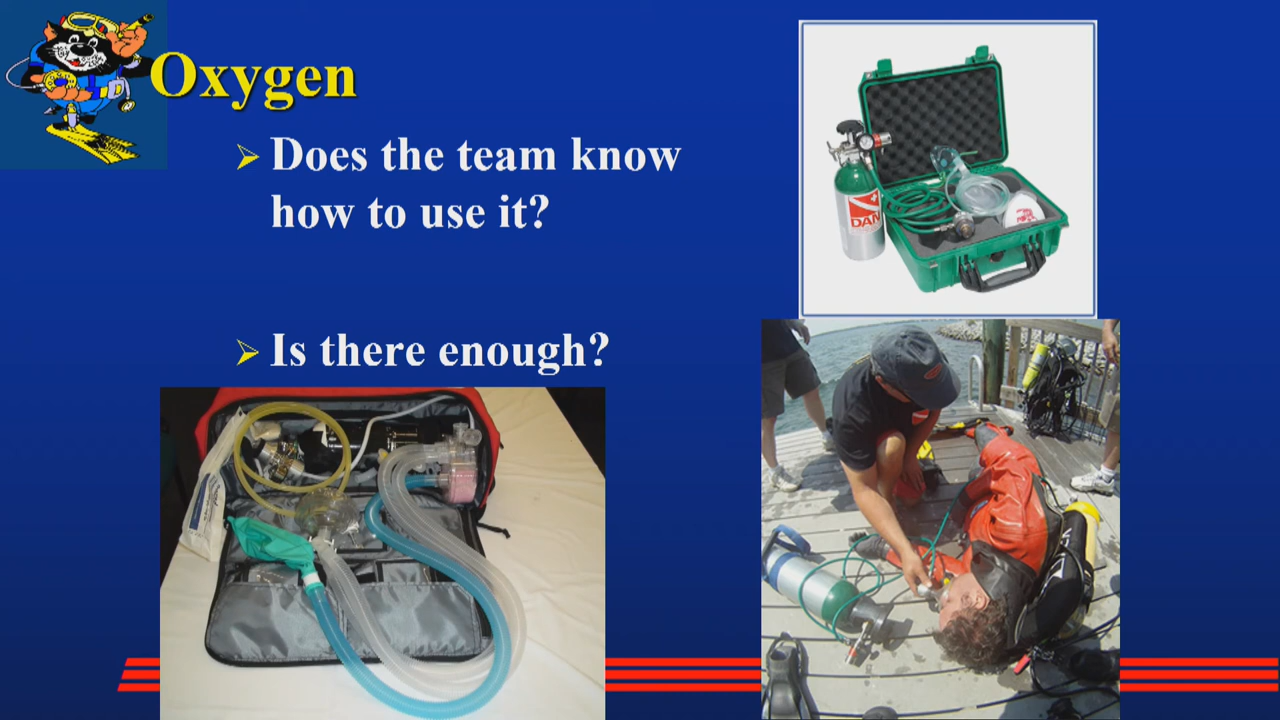 Oxygen
Does the team know
how to use it?
Is there enough?
DAN